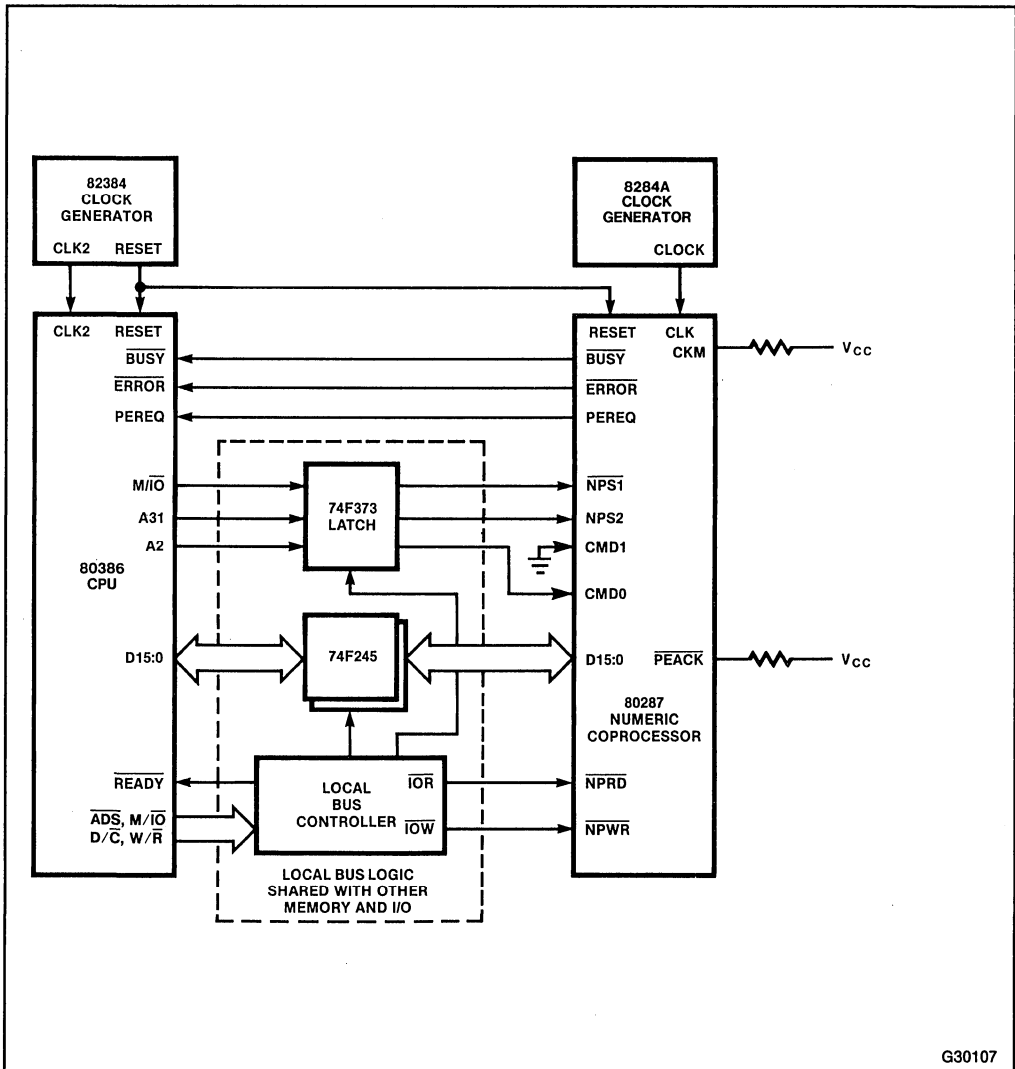 82384
CLOCK
GENERATOR
CLK2 RESET
8284A
CLOCK
GENERATOR
CLOCK
CLK2 RESET
BUSY
ERROR
PEREQ
M/IO
A31
A2
80386
CPU
D15:0
READY
ADS, M/IO
D/C, W/R
74F373
LATCH
74F245
LOCAL
BUS
CONTROLLER
IOR
IOW
LOCAL BUS LOGIC
SHARED WITH OTHER
MEMORY AND I/O
RESET CLK
CKM
BUSY
ERROR
PEREQ
NPS1
NPS2
CMD1
CMD0
D15:0
PEACK
80287
NUMERIC
COPROCESSOR
NPRD
NPWR
VCC
VCC
G30107